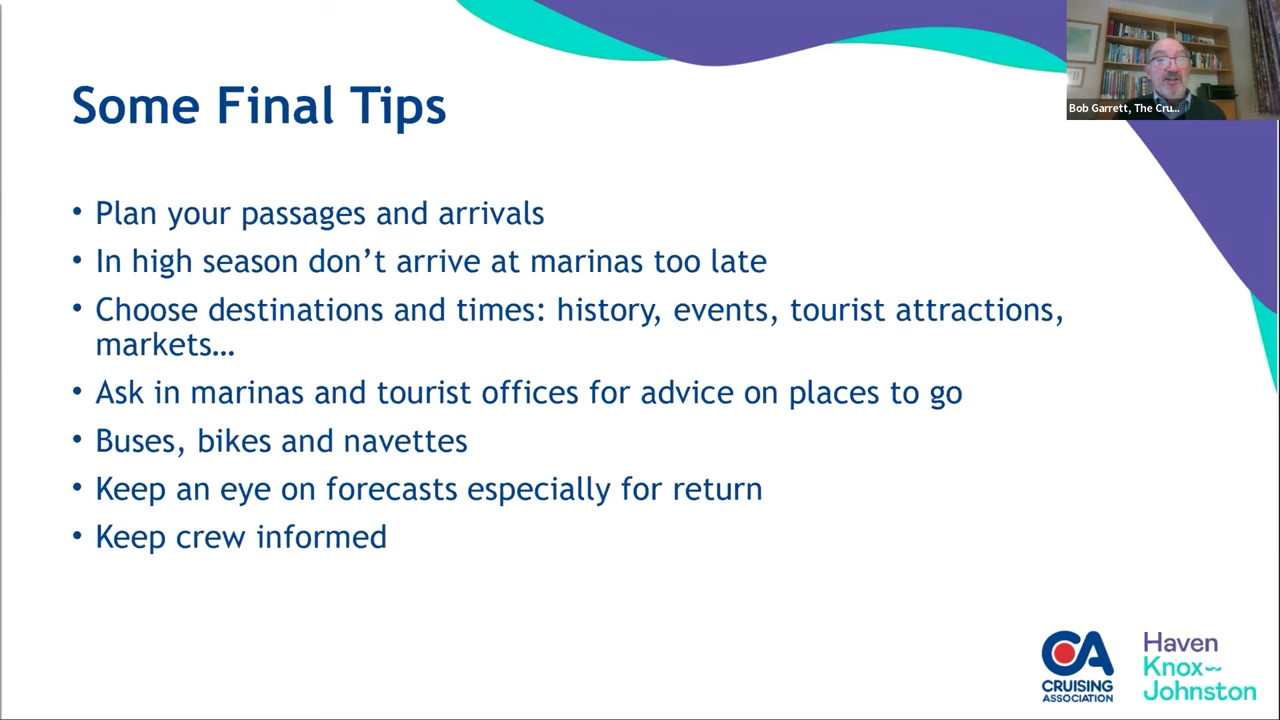 Some Final Tips
Bob Garrett, The Cru...
• Plan your passages and arrivals
• In high season don’t arrive at marinas too late
• Choose destinations and times: history, events, tourist attractions,
markets…
• Ask in marinas and tourist offices for advice on places to go
• Buses, bikes and navettes
• Keep an eye on forecasts especially for return
• Keep crew informed
CA
CRUISING
ASSOCIATION
Haven
Knox~
Johnston